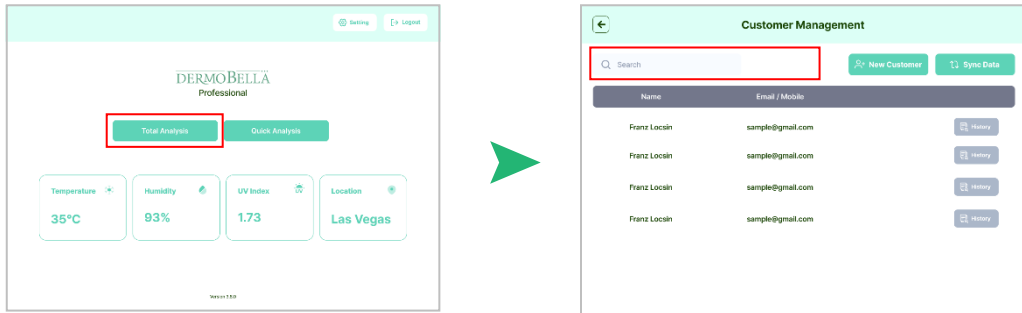 Setting
Logout
DERMOBELLA
Professional
Total Analysis
Quick Analysis
Temperature
Humidity
UV Index
Location
35°C
93%
1.73
Las Vegas
Version 1.5.0
Customer Management
Search
New Customer
Sync Data
Name
Email / Mobile
Franz Locsin
sample@gmail.com
History
Franz Locsin
sample@gmail.com
History
Franz Locsin
sample@gmail.com
History
Franz Locsin
sample@gmail.com
History